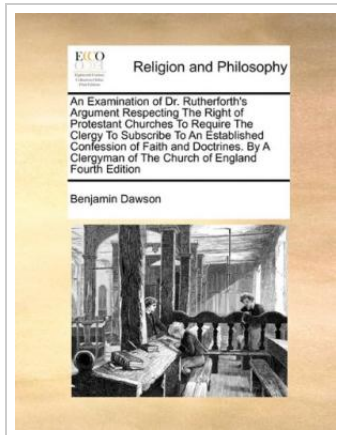 ECCO
Religion and Philosophy
An Examination of Dr. Rutherforth's
Argument Respecting The Right of
Protestant Churches To Require The
Clergy To Subscribe To An Established
Confession of Faith and Doctrines. By A
Clergyman of The Church of England
Fourth Edition
Benjamin Dawson